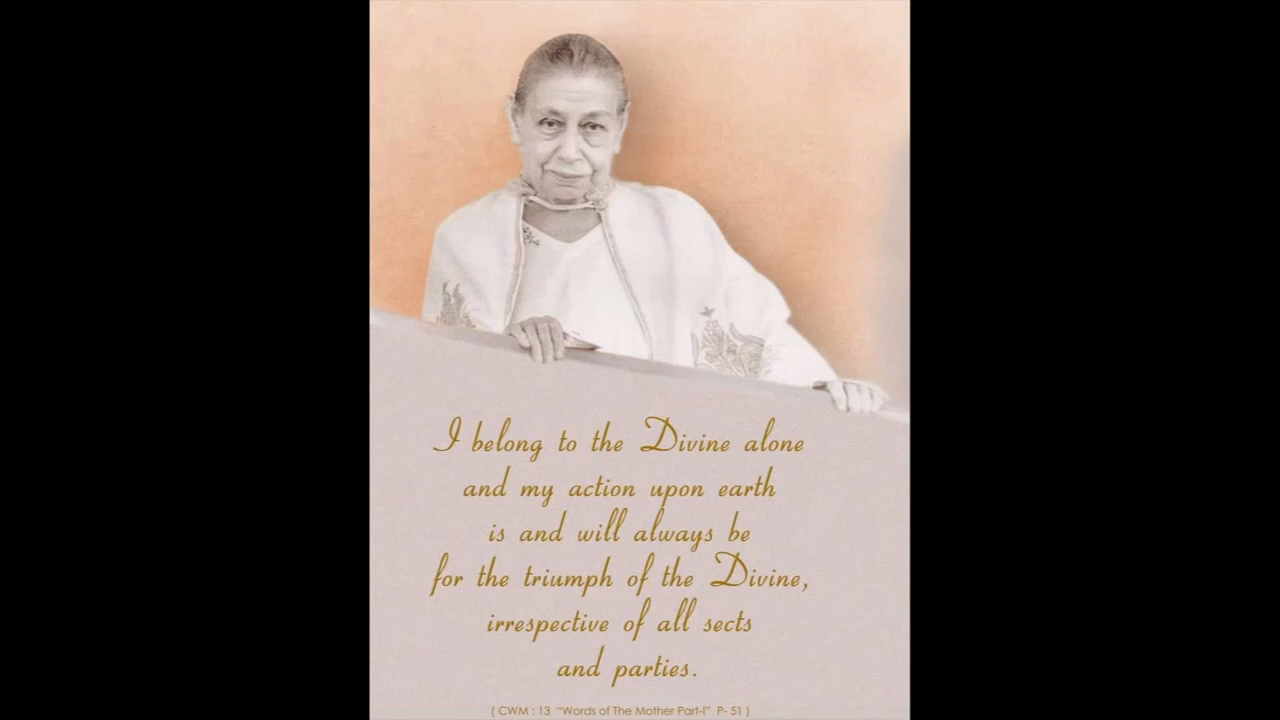 I belong to the Divine alone
and my action upon earth
is and will always be
for the triumph of the Divine,
irrespective of all sects
and parties.
( CWM : 13 "Words of The Mother Part-I" P- 51 )